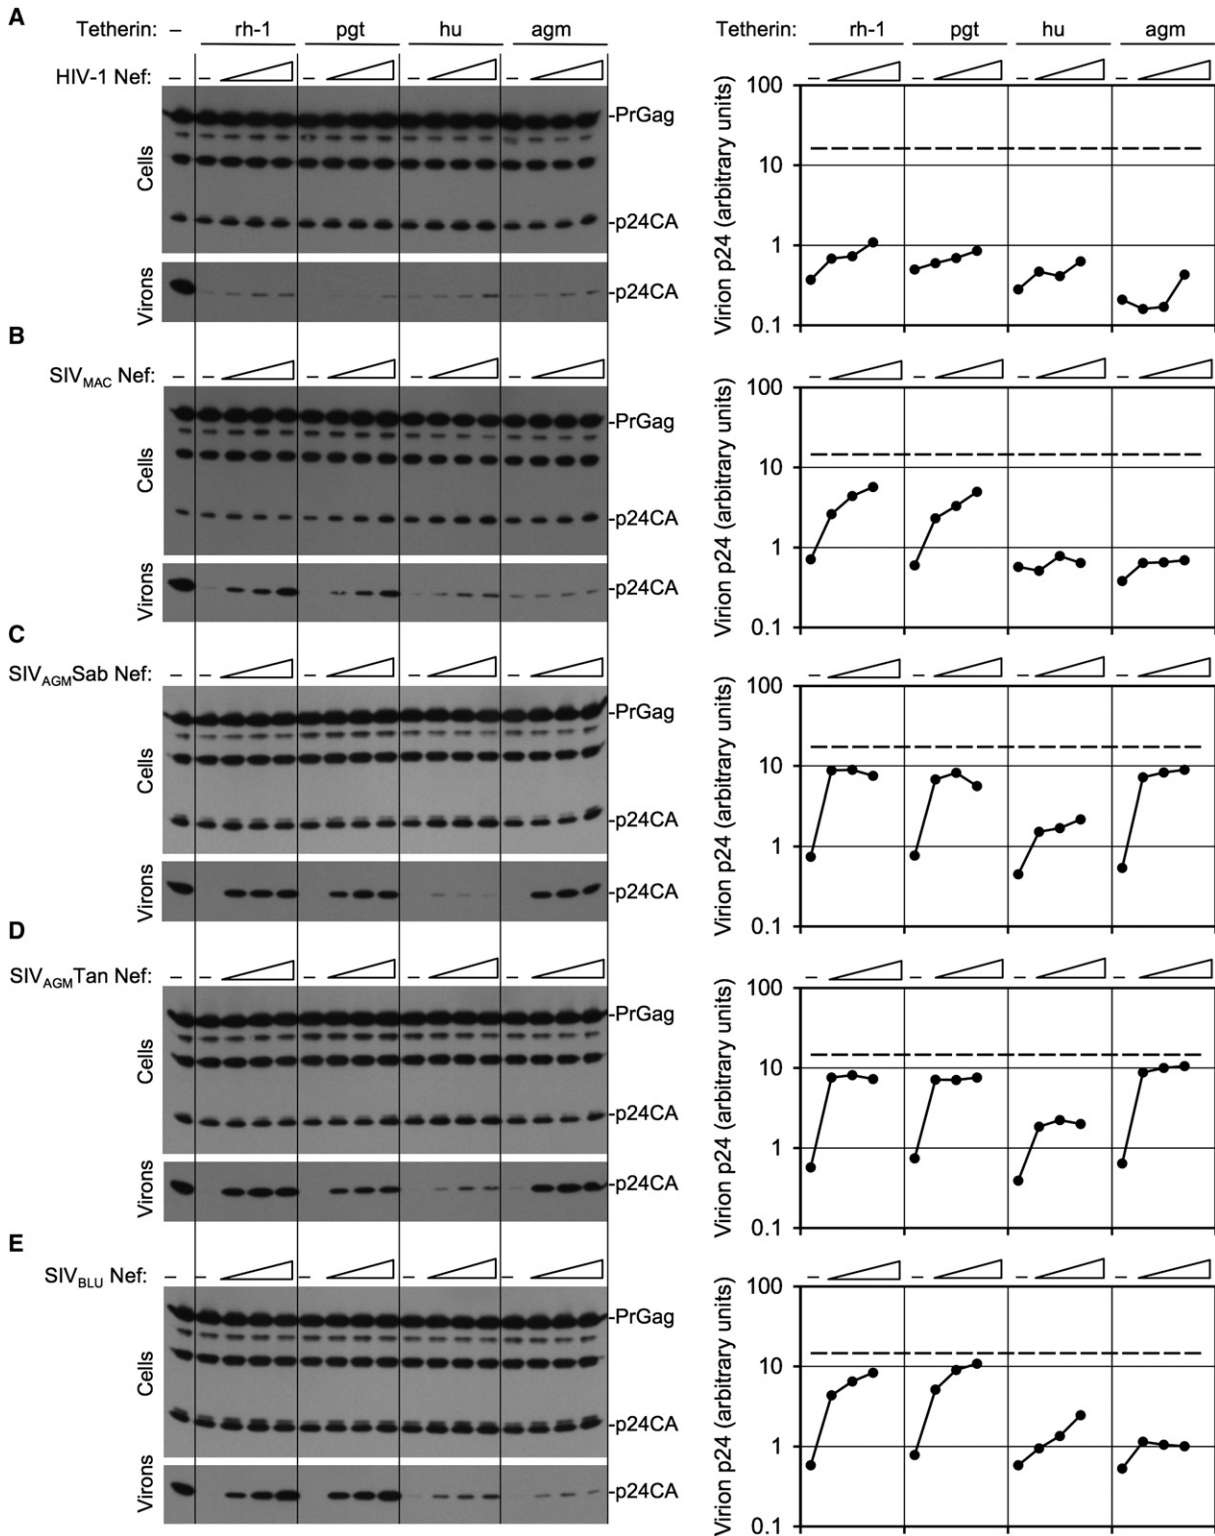 A
Tetherin: – rh-1 pgt hu agm
HIV-1 Nef: – – – – –
Cells
-PrGag
-p24CA
Virons
-p24CA
Tetherin: rh-1 pgt hu agm
– – – –
Virion p24 (arbitrary units)
100
10
1
0.1
B
SIVMAC Nef: – – – – –
Cells
-PrGag
-p24CA
Virons
-p24CA
– – – –
Virion p24 (arbitrary units)
100
10
1
0.1
C
SIVAGMSab Nef: – – – – –
Cells
-PrGag
-p24CA
Virons
-p24CA
– – – –
Virion p24 (arbitrary units)
100
10
1
0.1
D
SIVAGMTan Nef: – – – – –
Cells
-PrGag
-p24CA
Virons
-p24CA
– – – –
Virion p24 (arbitrary units)
100
10
1
0.1
E
SIVBLU Nef: – – – – –
Cells
-PrGag
-p24CA
Virons
-p24CA
– – – –
Virion p24 (arbitrary units)
100
10
1
0.1